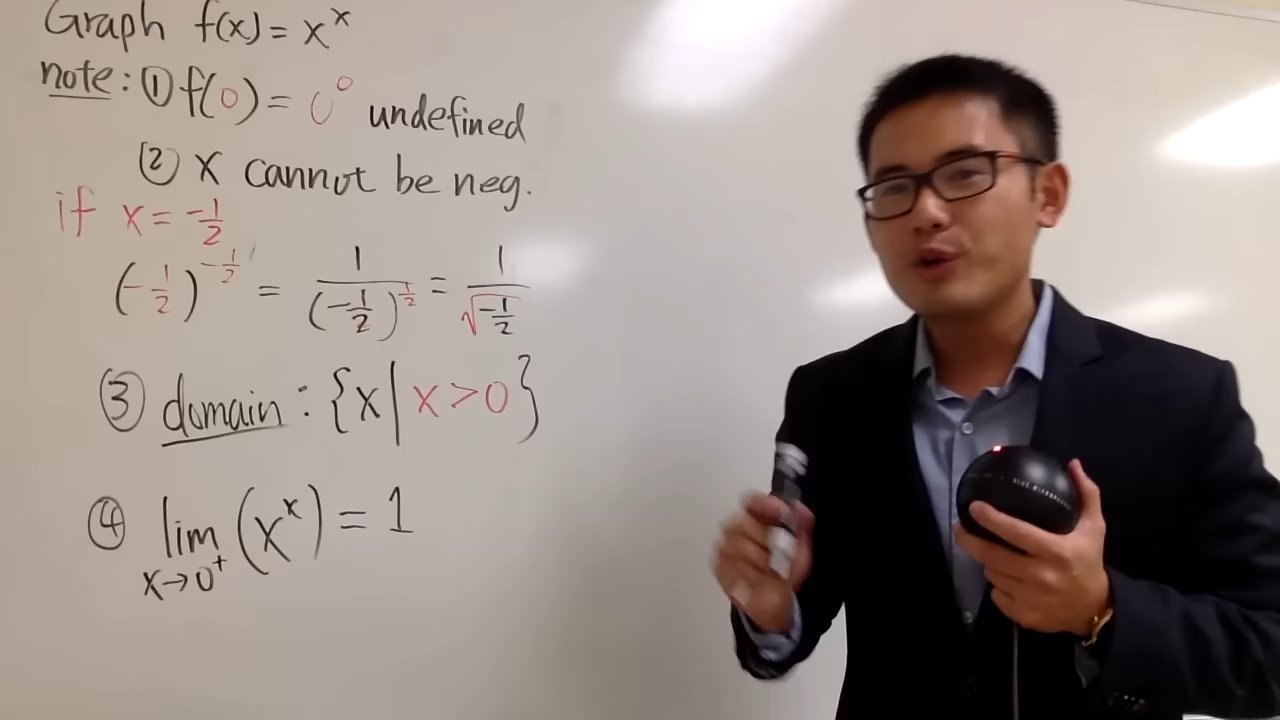 Graph f(x) = x^x
note: ① f(0) = 0^0 undefined
② x cannot be neg.
if x = -1/2
(-1/2)^(-1/2) = 1/(-1/2)^(1/2) = 1/√(-1/2)
③ domain: {x | x > 0}
④ lim x→0⁺ (x^x) = 1